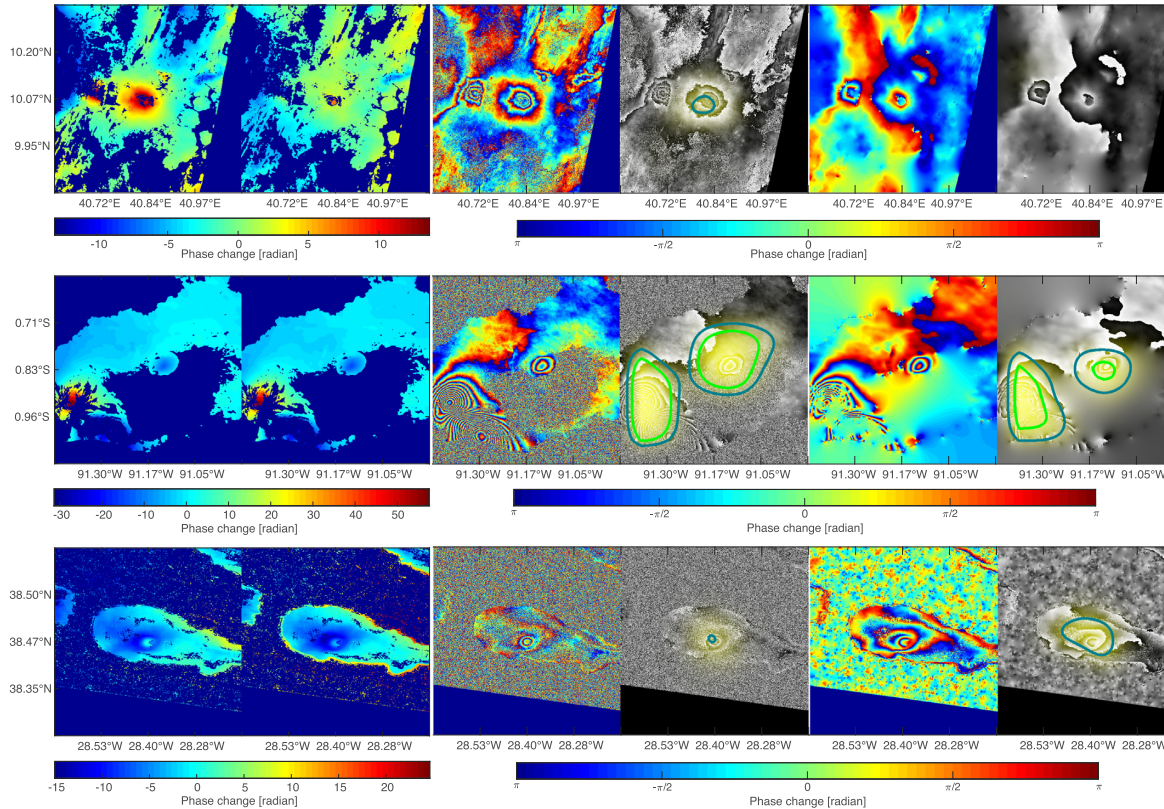 10.20°N
10.07°N
9.95°N
40.72°E 40.84°E 40.97°E 40.72°E 40.84°E 40.97°E 40.72°E 40.84°E 40.97°E 40.72°E 40.84°E 40.97°E 40.72°E 40.84°E 40.97°E 40.72°E 40.84°E 40.97°E
-10 -5 0 5 10
Phase change [radian]
π -π/2 0 π/2 π
Phase change [radian]
0.71°S
0.83°S
0.96°S
91.30°W 91.17°W 91.05°W 91.30°W 91.17°W 91.05°W 91.30°W 91.17°W 91.05°W 91.30°W 91.17°W 91.05°W 91.30°W 91.17°W 91.05°W 91.30°W 91.17°W 91.05°W
-30 -20 -10 0 10 20 30 40 50
Phase change [radian]
π -π/2 0 π/2 π
Phase change [radian]
38.50°N
38.47°N
38.35°N
28.53°W 28.40°W 28.28°W 28.53°W 28.40°W 28.28°W 28.53°W 28.40°W 28.28°W 28.53°W 28.40°W 28.28°W 28.53°W 28.40°W 28.28°W 28.53°W 28.40°W 28.28°W
-15 -10 -5 0 5 10 15 20
Phase change [radian]
π -π/2 0 π/2 π
Phase change [radian]